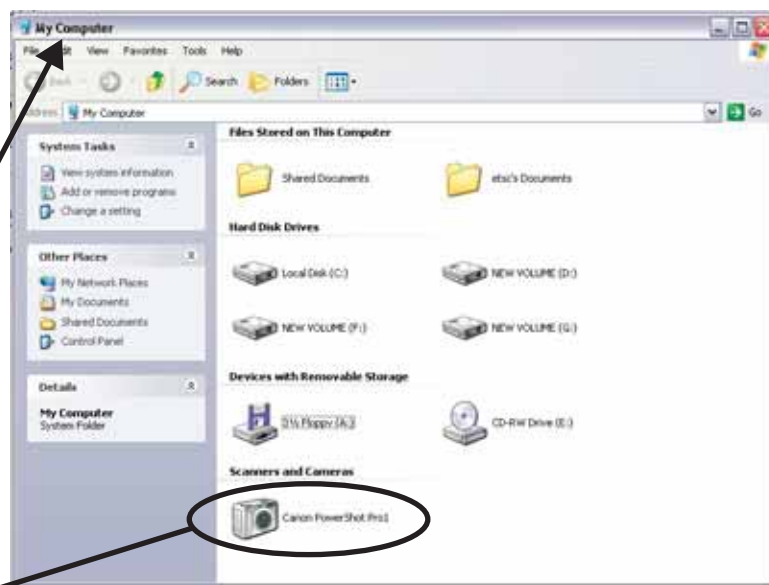 My Computer
File Edit View Favorites Tools Help
Back Search Folders
Address My Computer Go
System Tasks
View system information
Add or remove programs
Change a setting
Other Places
My Network Places
My Documents
Shared Documents
Control Panel
Details
My Computer
System Folder
Files Stored on This Computer
Shared Documents etsc's Documents
Hard Disk Drives
Local Disk (C:) NEW VOLUME (D:)
NEW VOLUME (F:) NEW VOLUME (G:)
Devices with Removable Storage
3½ Floppy (A:) CD-RW Drive (E:)
Scanners and Cameras
Canon PowerShot Pro1